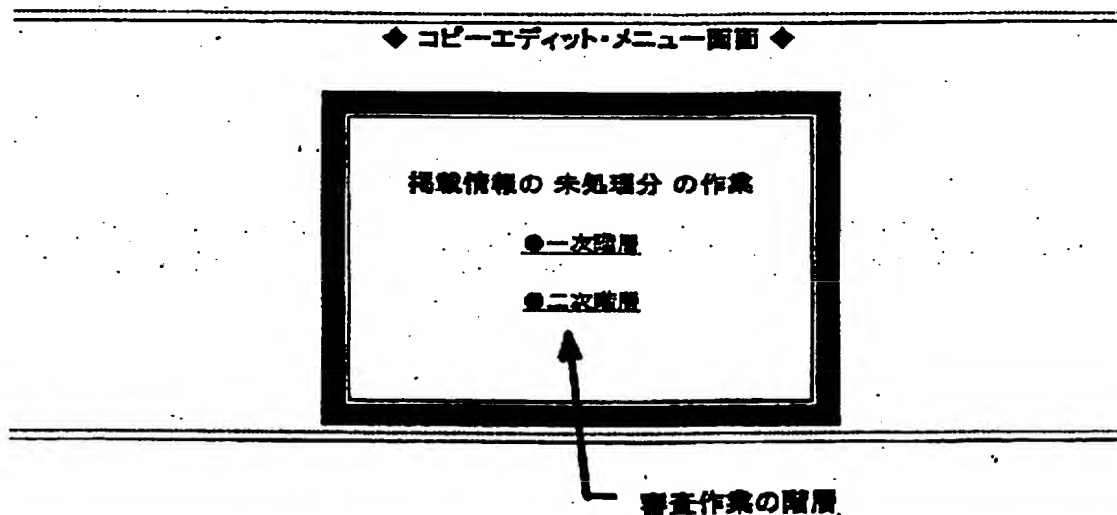 ◆ コピーエディット・メニュー画面 ◆
掲載情報の 未処理分 の作業
●一次階層
●二次階層
審査作業の階層